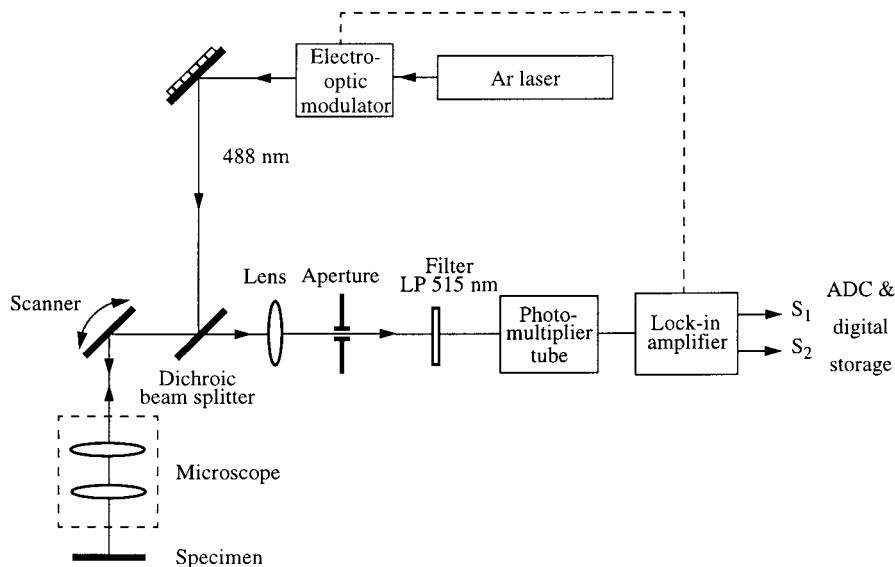 Electro-
optic
modulator
Ar laser
488 nm
Scanner
Lens
Aperture
Filter
LP 515 nm
Photo-
multiplier
tube
Lock-in
amplifier
S1
S2
ADC &
digital
storage
Dichroic
beam splitter
Microscope
Specimen